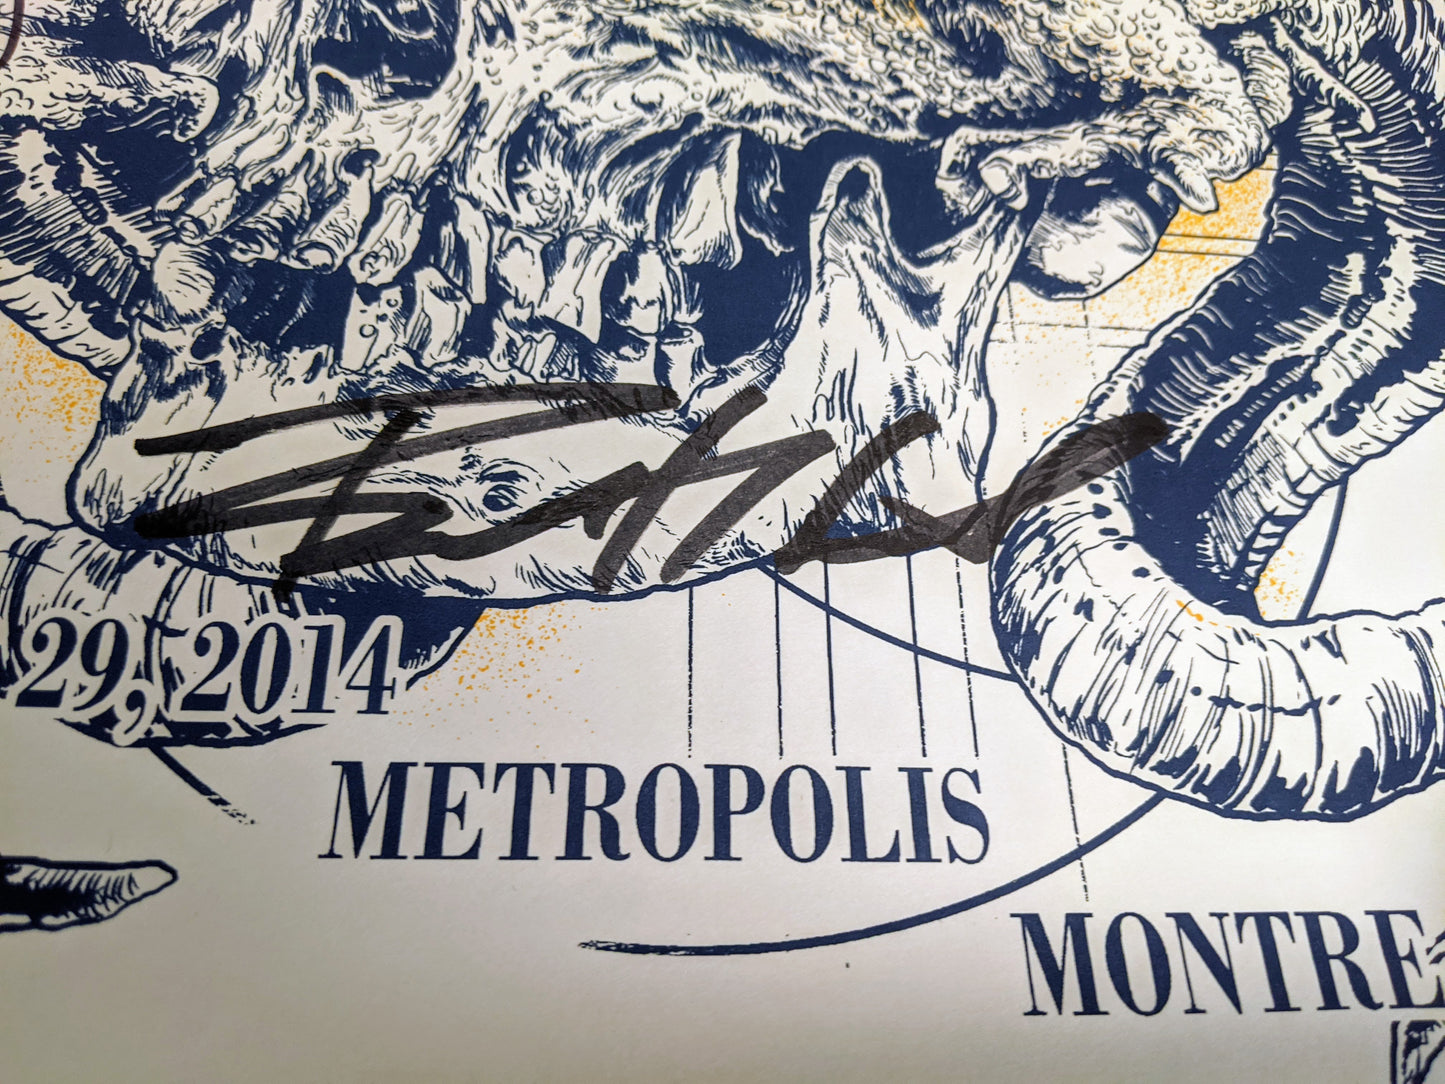 29, 2014
METROPOLIS
MONTRE